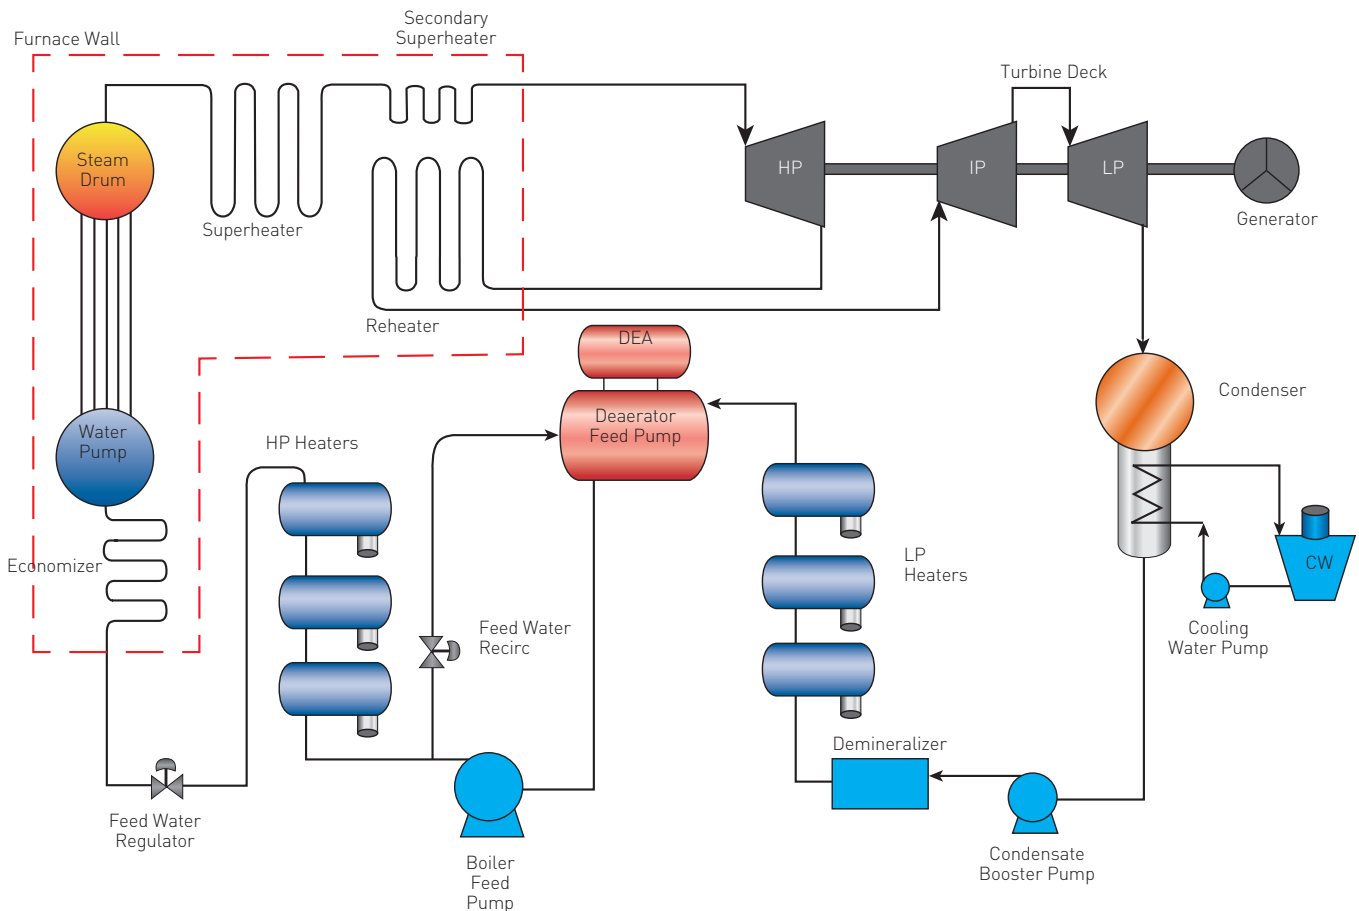 Secondary
Superheater
Furnace Wall
Turbine Deck
Steam
Drum
HP
IP
LP
Superheater
Generator
Reheater
DEA
Condenser
Deaerator
Feed Pump
Water
Pump
HP Heaters
LP
Heaters
Economizer
CW
Feed Water
Recirc
Cooling
Water Pump
Demineralizer
Feed Water
Regulator
Boiler
Feed
Pump
Condensate
Booster Pump